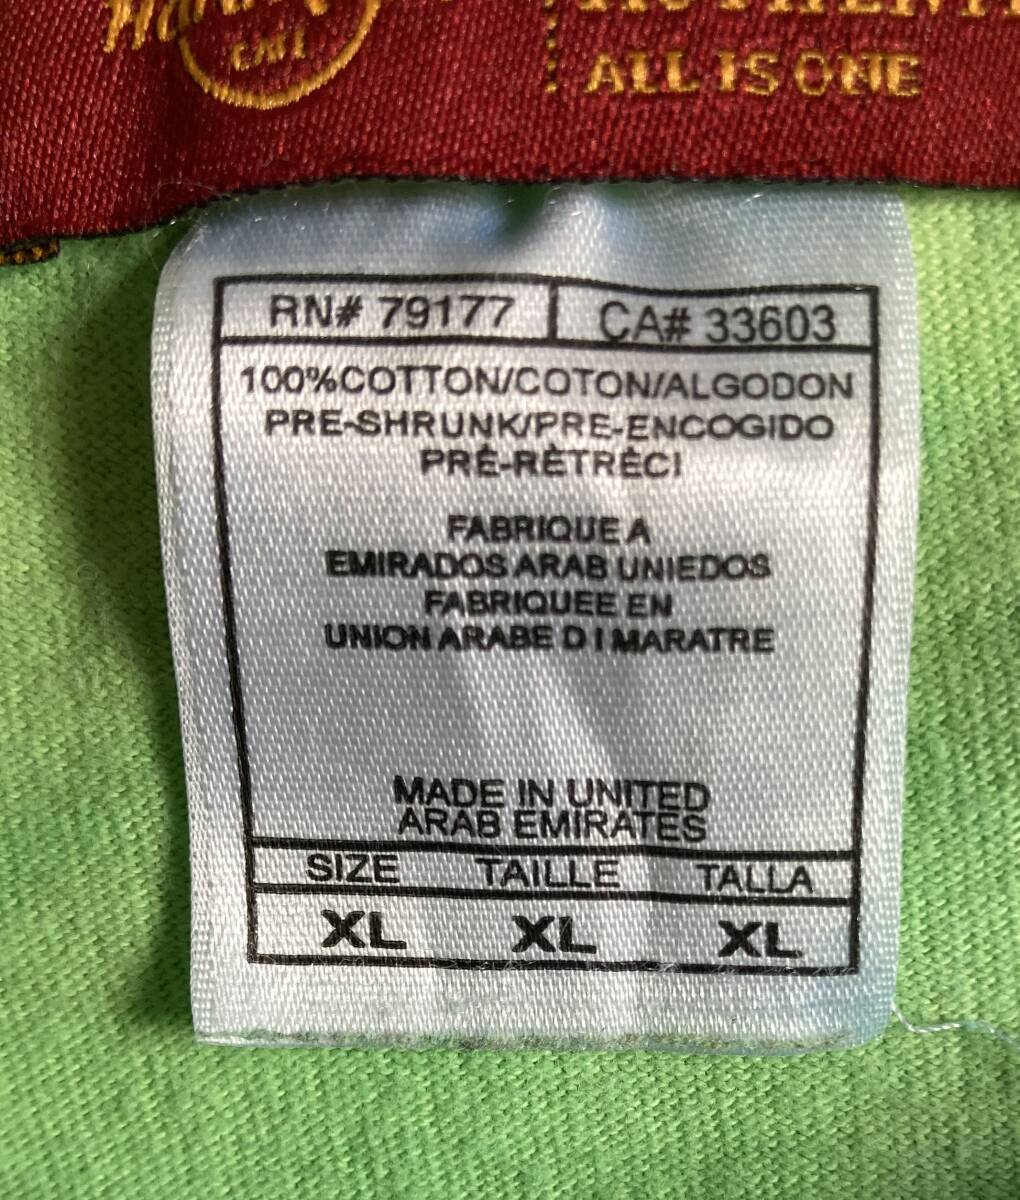 CAFE
ALL IS ONE
RN# 79177 CA# 33603
100%COTTON/COTON/ALGODON
PRE-SHRUNK/PRE-ENCOGIDO
PRÉ-RÈTRÈCI
FABRIQUE A
EMIRADOS ARAB UNIEDOS
FABRIQUEE EN
UNION ARABE D I MARATRE
MADE IN UNITED
ARAB EMIRATES
SIZE TAILLE TALLA
XL XL XL